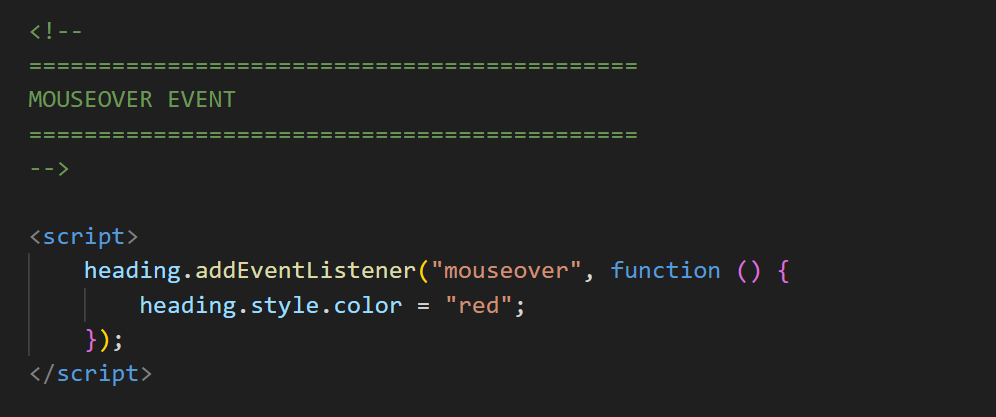 <!--
============================================
MOUSEOVER EVENT
============================================
-->
<script>
    heading.addEventListener("mouseover", function () {
        heading.style.color = "red";
    });
</script>